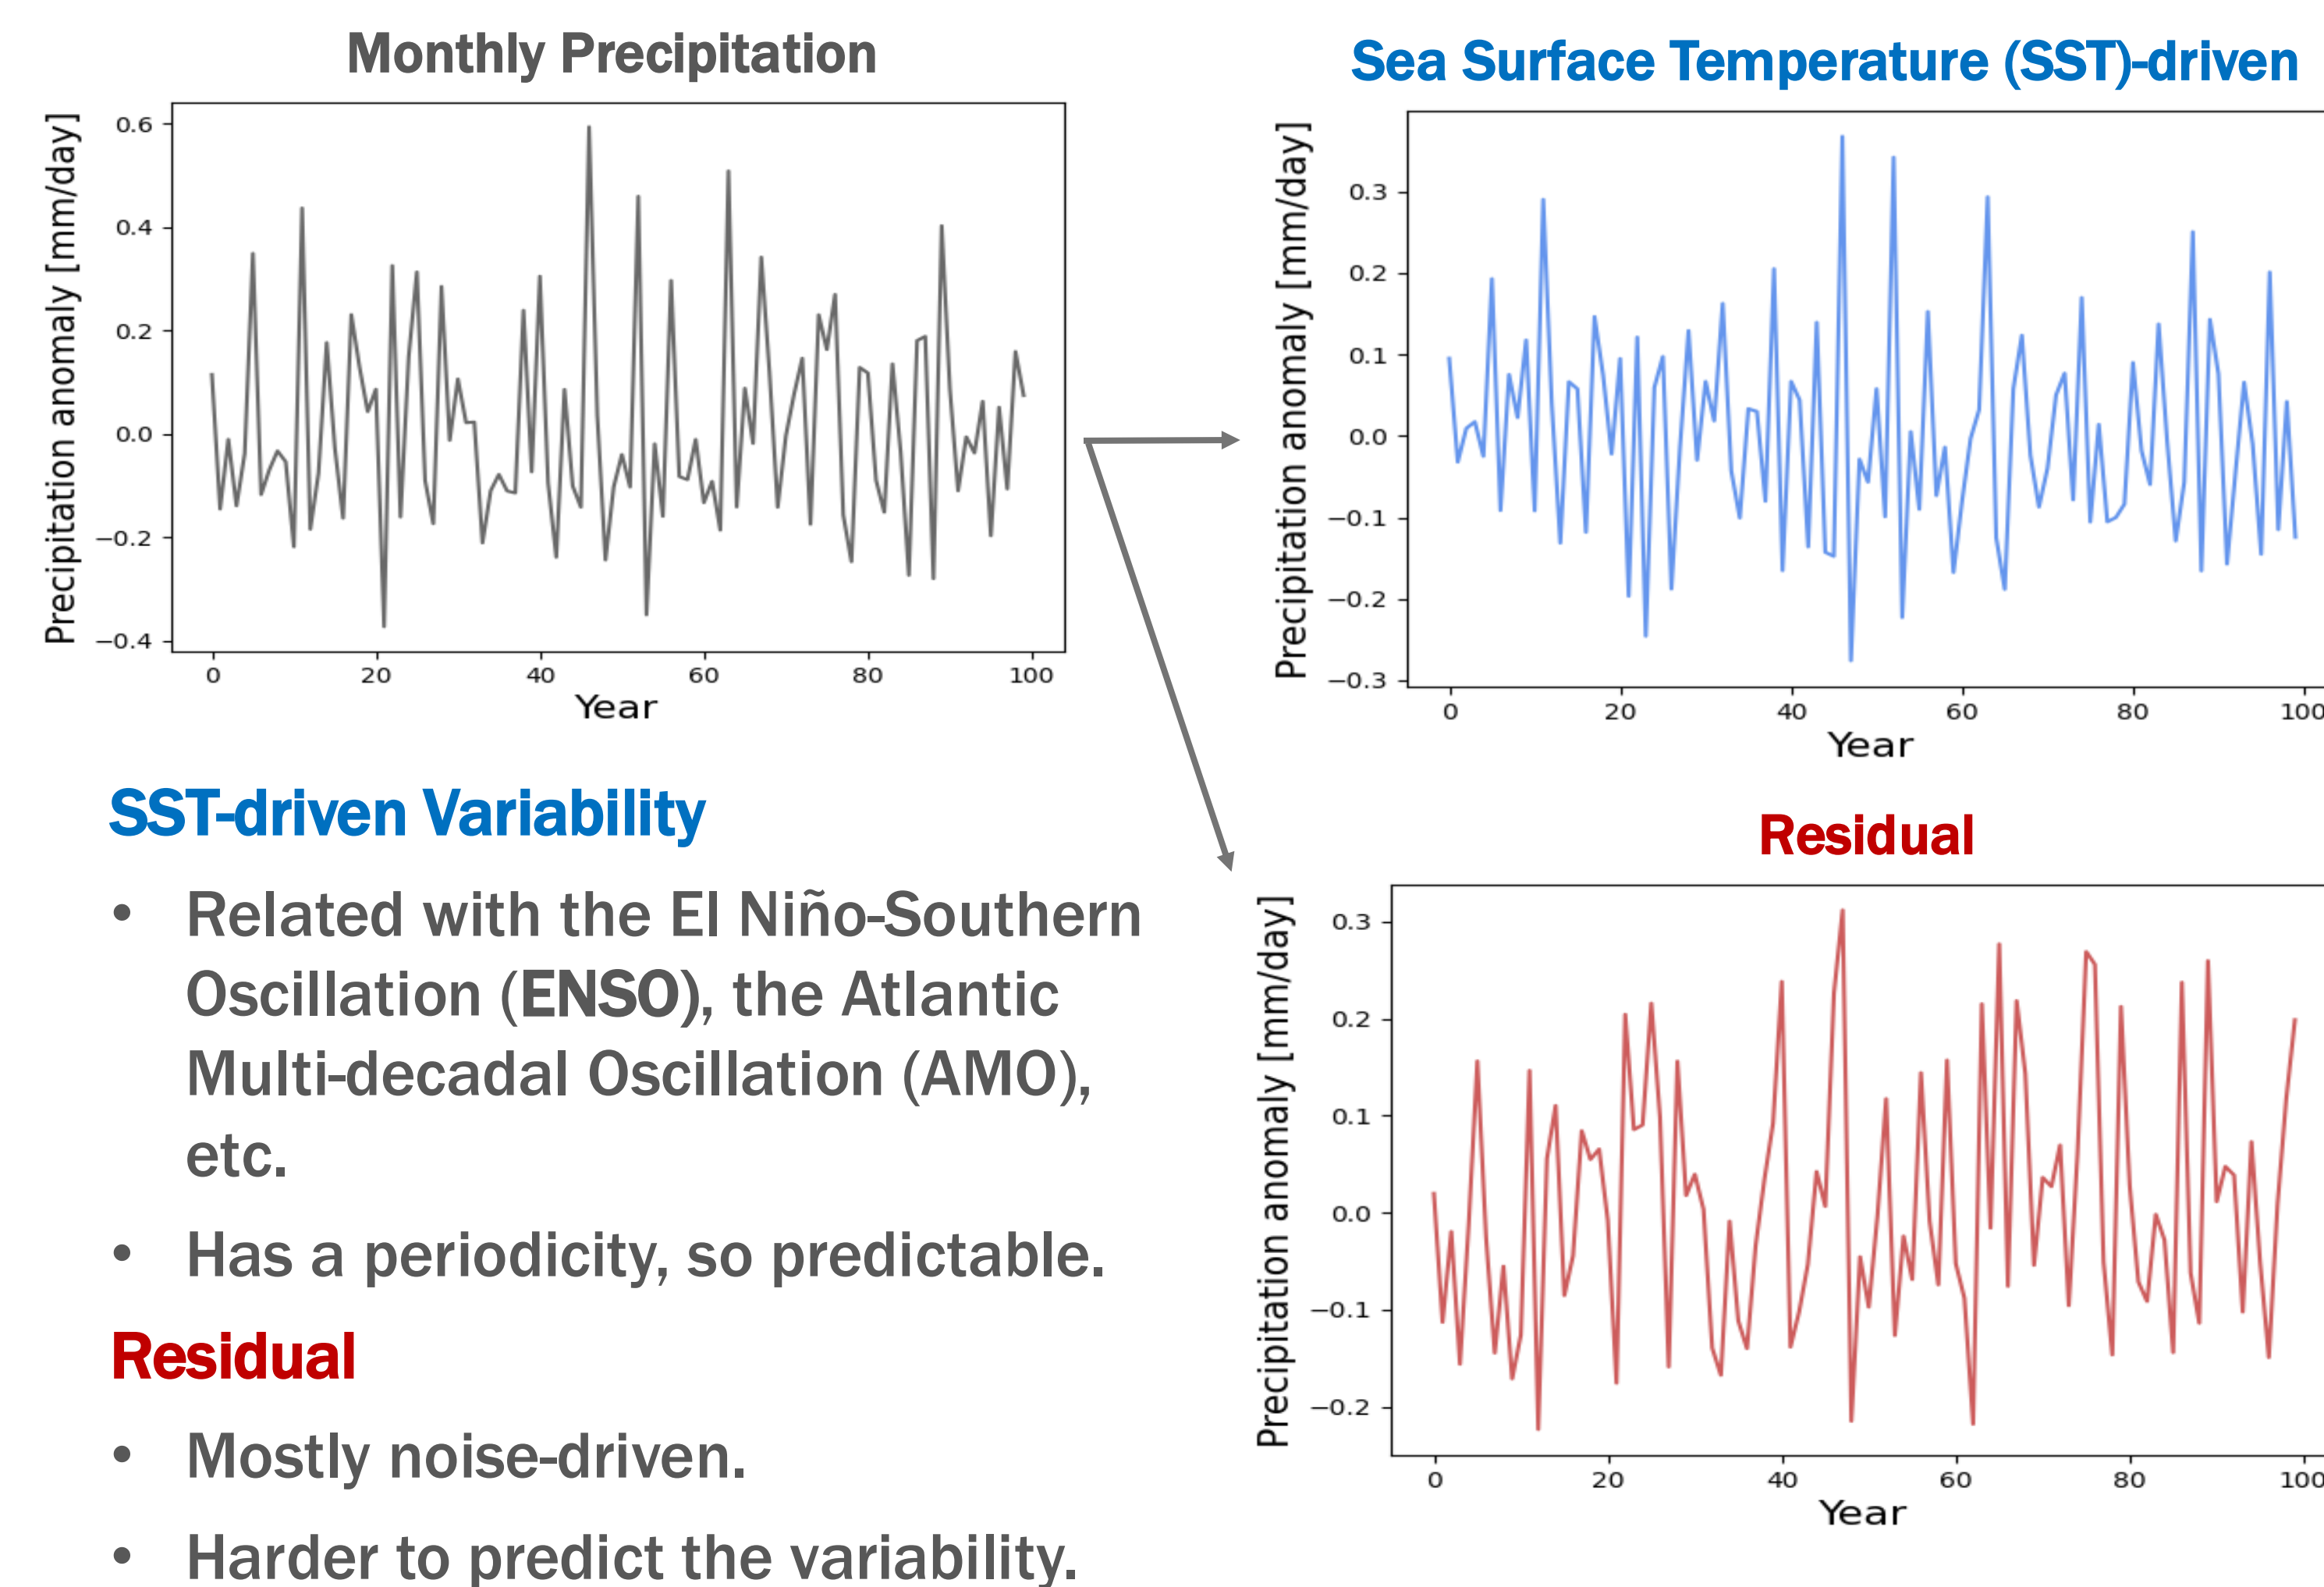 Monthly Precipitation
Precipitation anomaly [mm/day]
0.6
0.4
0.2
0.0
−0.2
−0.4
0 20 40 60 80 100
Year
Sea Surface Temperature (SST)-driven
Precipitation anomaly [mm/day]
0.3
0.2
0.1
0.0
−0.1
−0.2
−0.3
0 20 40 60 80 100
Year
SST-driven Variability
• Related with the El Niño-Southern
Oscillation (ENSO), the Atlantic
Multi-decadal Oscillation (AMO),
etc.
• Has a periodicity, so predictable.
Residual
• Mostly noise-driven.
• Harder to predict the variability.
Residual
Precipitation anomaly [mm/day]
0.3
0.2
0.1
0.0
−0.1
−0.2
0 20 40 60 80 100
Year